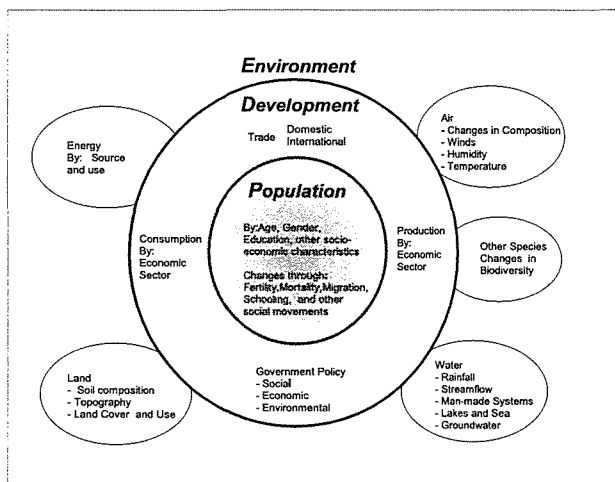 Environment
Development
Trade
Domestic
International
Energy
By: Source
and use
Air
- Changes in Composition
- Winds
- Humidity
- Temperature
Population
By:Age, Gender,
Education, other socio-
economic characteristics
Changes through:
Fertility,Mortality,Migration,
Schooling, and other
social movements
Consumption
By:
Economic
Sector
Production
By:
Economic
Sector
Other Species
Changes in
Biodiversity
Land
- Soil composition
- Topography
- Land Cover and Use
Government Policy
- Social
- Economic
- Environmental
Water
- Rainfall
- Streamflow
- Man-made Systems
- Lakes and Sea
- Groundwater